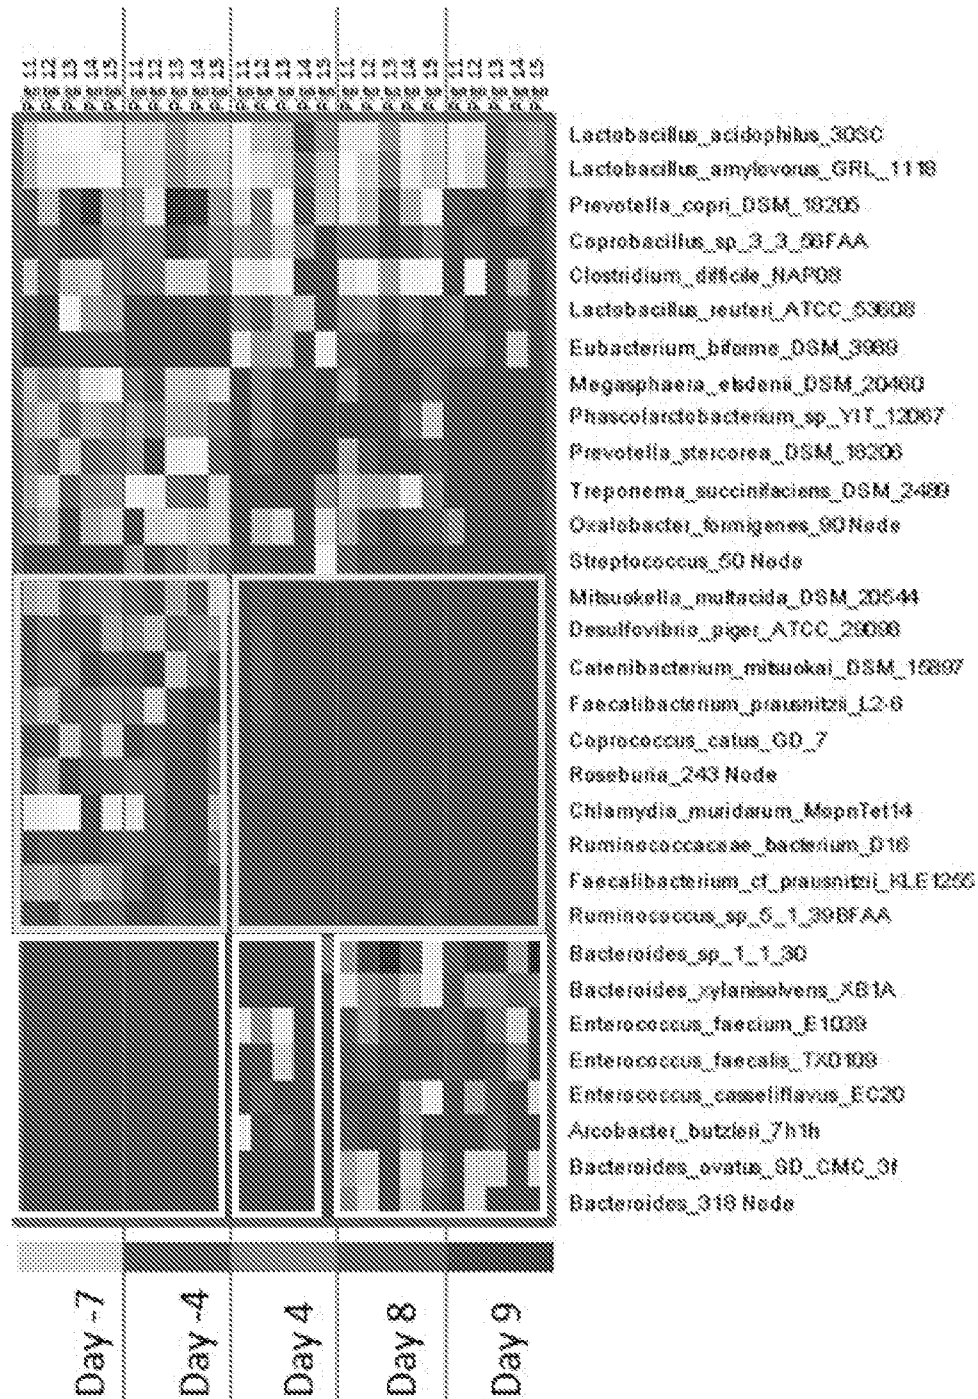 Lactobacillus_acidophilus_30SC
Lactobacillus_amylovorus_GRL_1118
Prevotella_copri_DSM_18205
Coprobacillus_sp_3_3_56FAA
Clostridium_difficile_NAP08
Lactobacillus_reuteri_ATCC_53608
Eubacterium_biforme_DSM_3989
Megasphaera_elsdenii_DSM_20460
Phascolarctobacterium_sp_YIT_12067
Prevotella_stercorea_DSM_18206
Treponema_succinifaciens_DSM_2489
Oxalobacter_formigenes_90 Node
Streptococcus_50 Node
Mitsuokella_multacida_DSM_20544
Desulfovibrio_piger_ATCC_29098
Catenibacterium_mitsuokai_DSM_15897
Faecalibacterium_prausnitzii_L2-6
Coprococcus_catus_GD_7
Roseburia_243 Node
Chlamydia_muridarum_MopnTet14
Ruminococcaceae_bacterium_D16
Faecalibacterium_cf_prausnitzii_KLE1255
Ruminococcus_sp_5_1_39BFAA
Bacteroides_sp_1_1_30
Bacteroides_xylanisolvens_XB1A
Enterococcus_faecium_E1039
Enterococcus_faecalis_TX0109
Enterococcus_casseliflavus_EC20
Arcobacter_butzleri_7h1h
Bacteroides_ovatus_SD_CMC_3f
Bacteroides_318 Node
Day -7
Day -4
Day 4
Day 8
Day 9